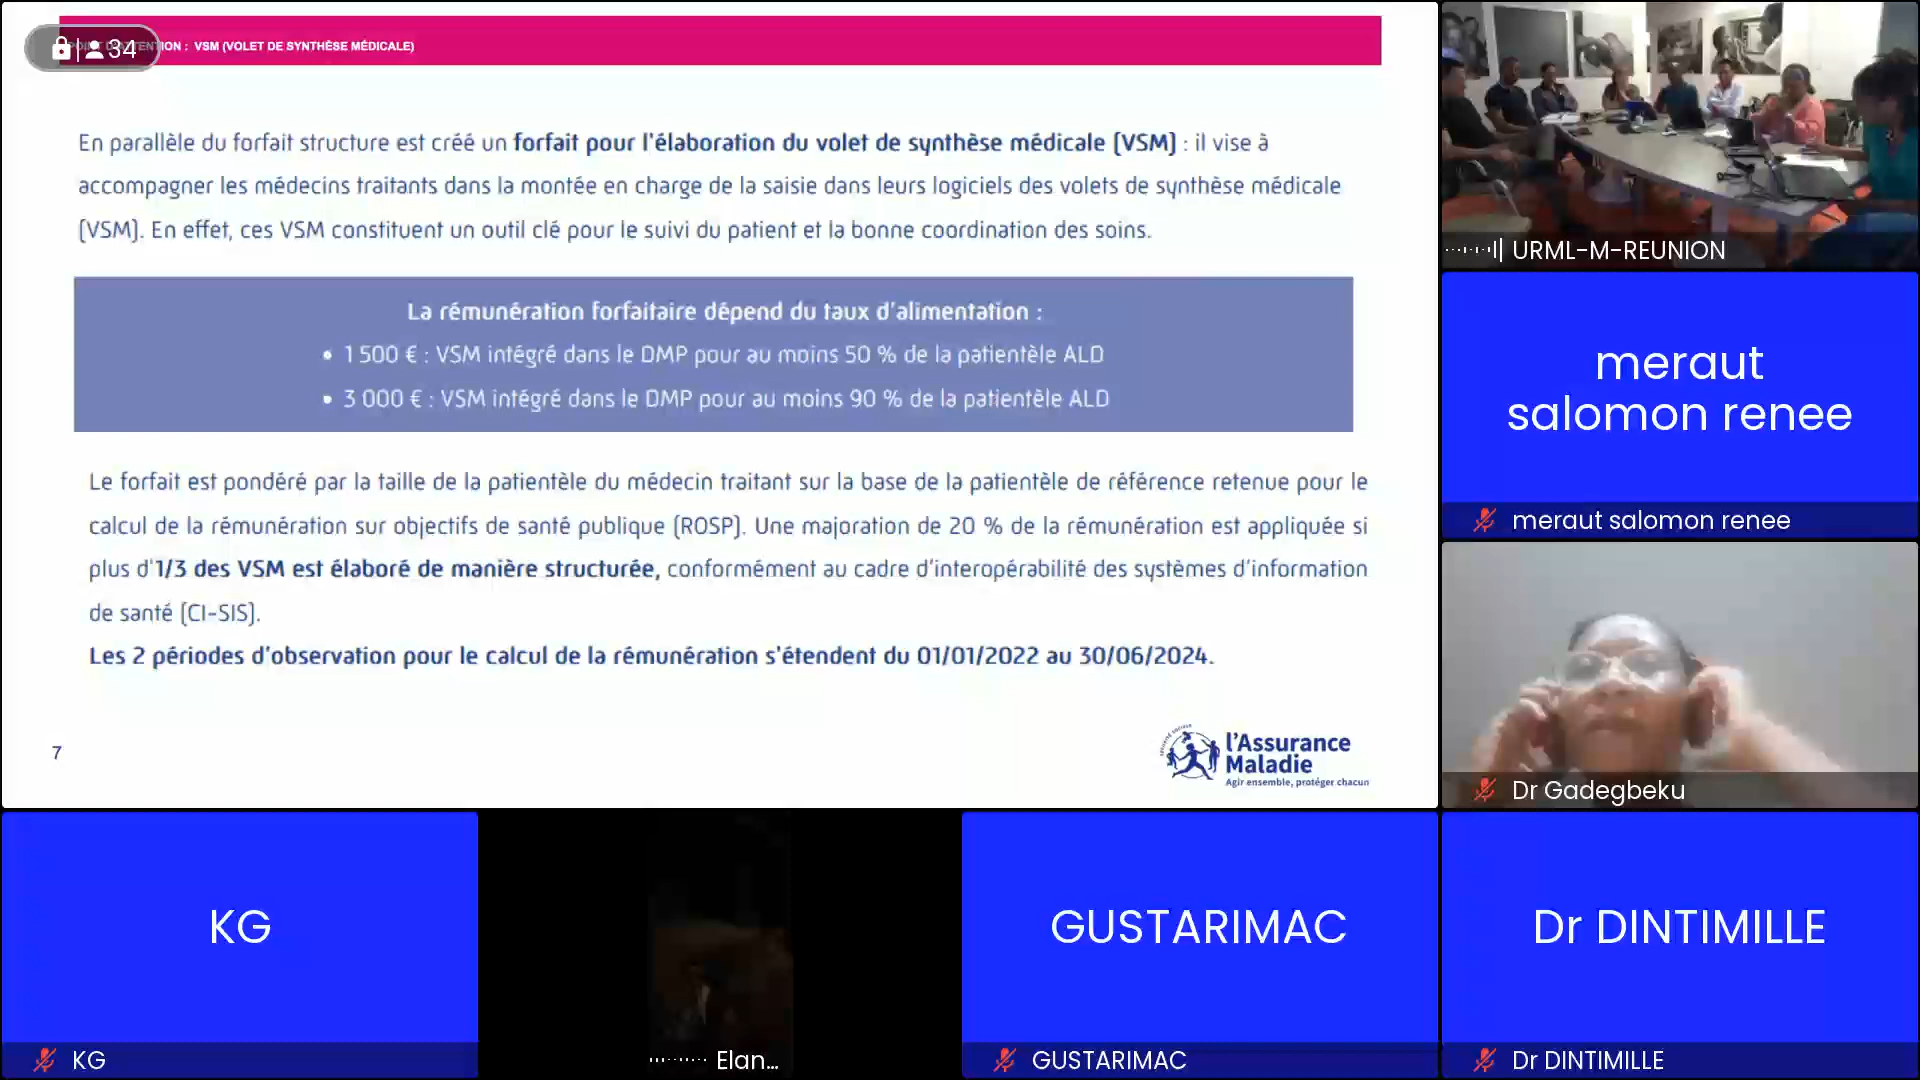 34
ION : VSM (VOLET DE SYNTHÈSE MÉDICALE)
En parallèle du forfait structure est créé un forfait pour l'élaboration du volet de synthèse médicale (VSM) : il vise à
accompagner les médecins traitants dans la montée en charge de la saisie dans leurs logiciels des volets de synthèse médicale
(VSM). En effet, ces VSM constituent un outil clé pour le suivi du patient et la bonne coordination des soins.
La rémunération forfaitaire dépend du taux d'alimentation :
• 1 500 € : VSM intégré dans le DMP pour au moins 50 % de la patientèle ALD
• 3 000 € : VSM intégré dans le DMP pour au moins 90 % de la patientèle ALD
Le forfait est pondéré par la taille de la patientèle du médecin traitant sur la base de la patientèle de référence retenue pour le
calcul de la rémunération sur objectifs de santé publique (ROSP). Une majoration de 20 % de la rémunération est appliquée si
plus d'1/3 des VSM est élaboré de manière structurée, conformément au cadre d'interopérabilité des systèmes d'information
de santé (CI-SIS).
Les 2 périodes d'observation pour le calcul de la rémunération s'étendent du 01/01/2022 au 30/06/2024.
7
l'Assurance
Maladie
Agir ensemble, protéger chacun
URML-M-REUNION
meraut
salomon renee
meraut salomon renee
Dr Gadegbeku
KG
KG
Elan...
GUSTARIMAC
GUSTARIMAC
Dr DINTIMILLE
Dr DINTIMILLE